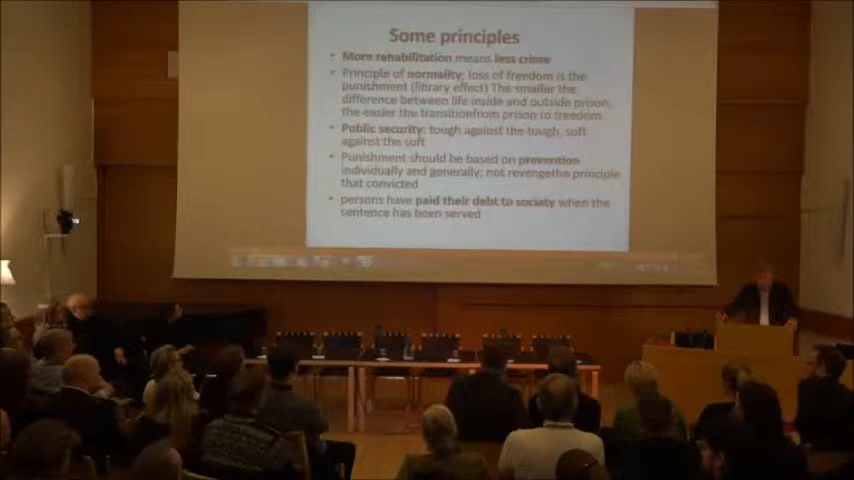 Some principles
• More rehabilitation means less crime
• Principle of normality; loss of freedom is the
punishment (library effect) The smaller the
difference between life inside and outside prison,
the easier the transitionfrom prison to freedom.
• Public security: tough against the tough, soft
against the soft
• Punishment should be based on prevention
individually and generally; not revengethe principle
that convicted
• persons have paid their debt to society when the
sentence has been served